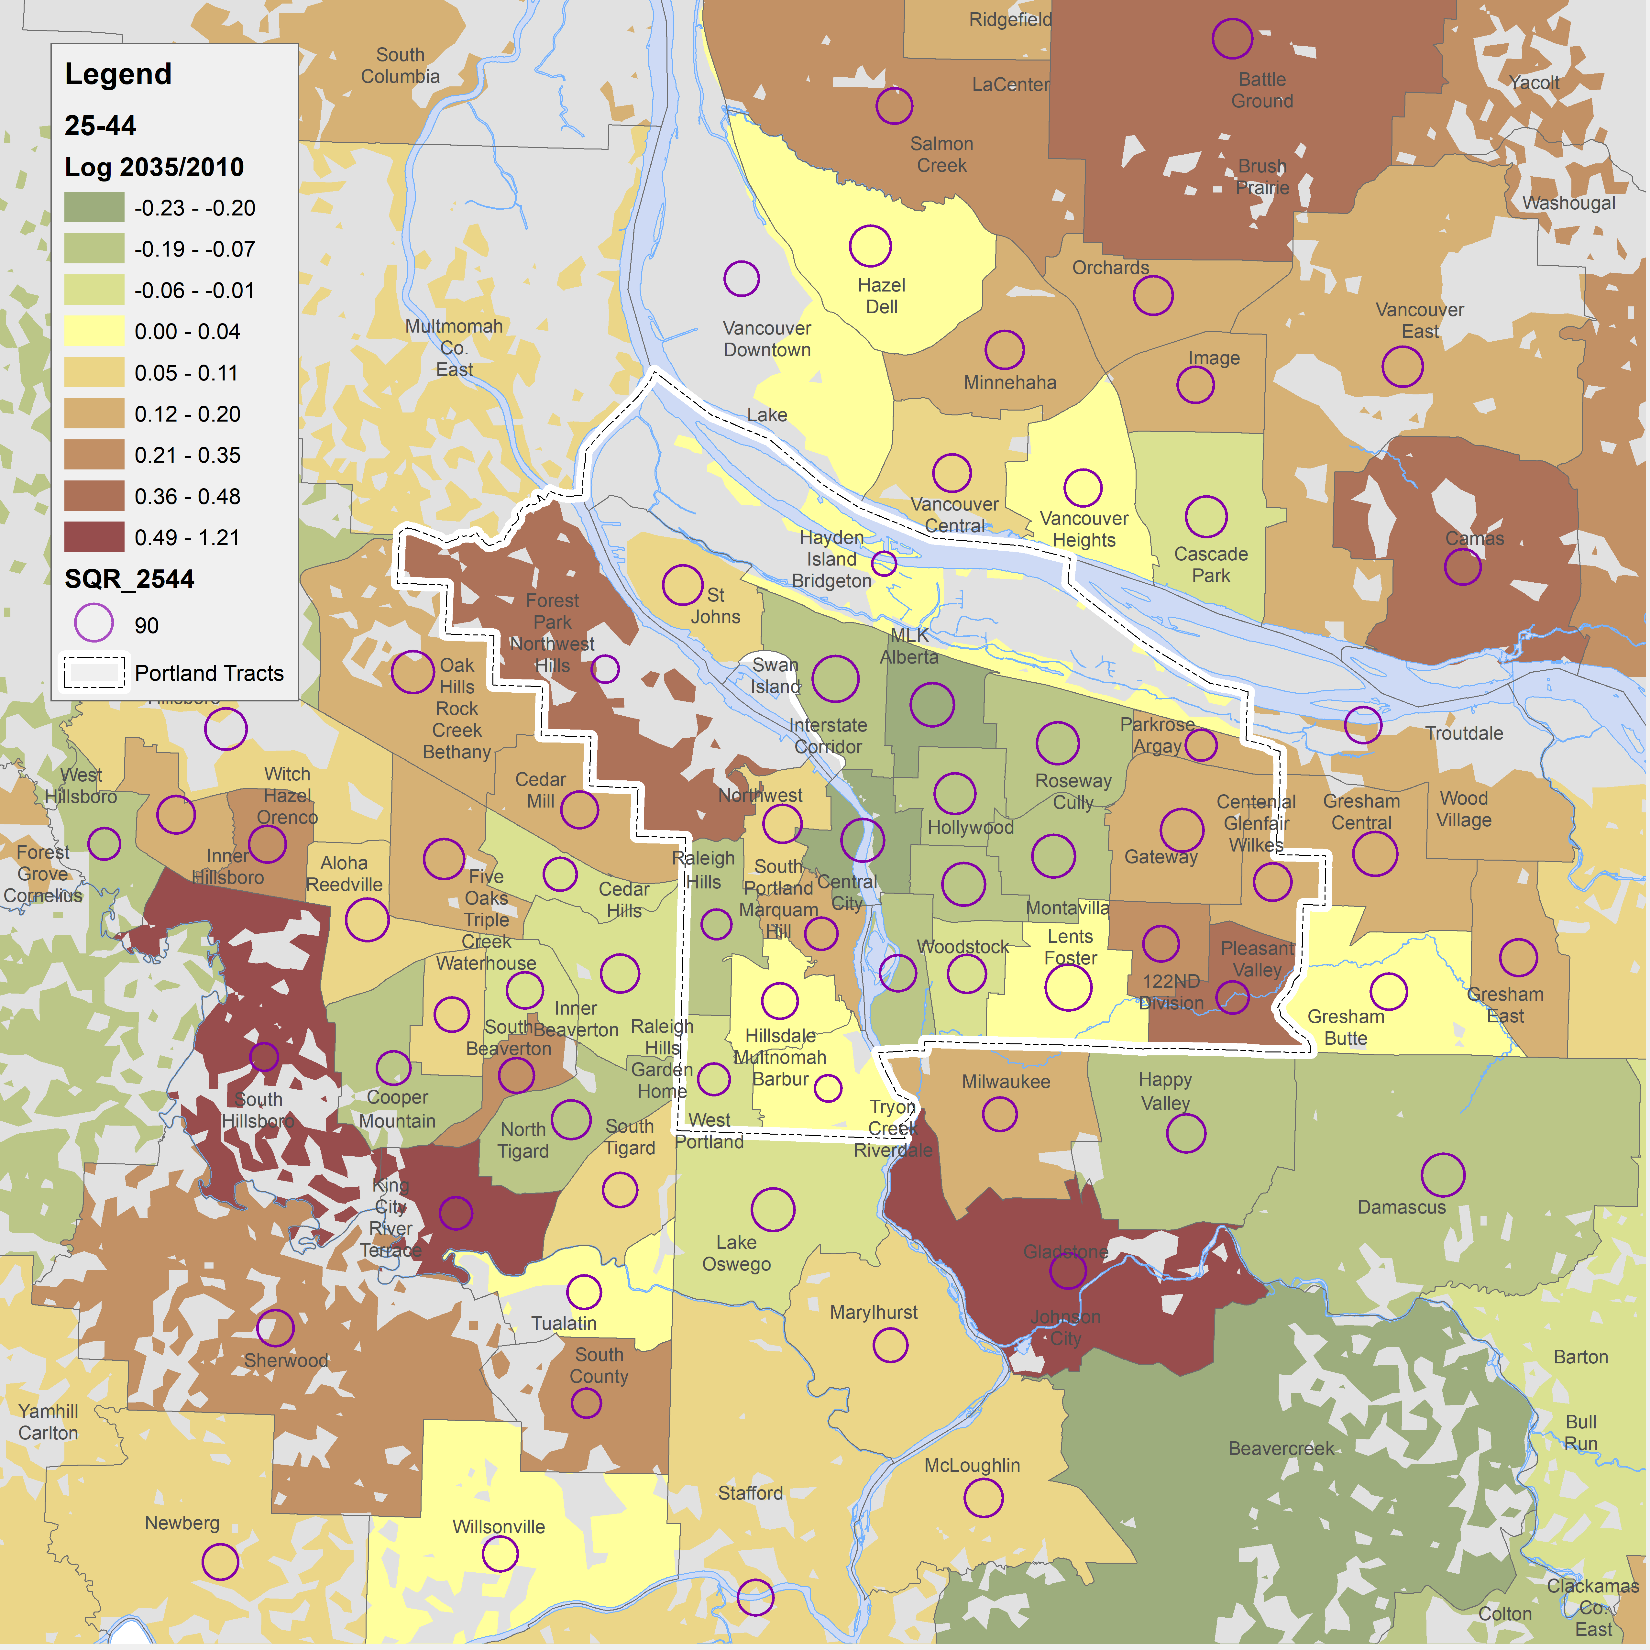 Legend
25-44
Log 2035/2010
-0.23 - -0.20
-0.19 - -0.07
-0.06 - -0.01
0.00 - 0.04
0.05 - 0.11
0.12 - 0.20
0.21 - 0.35
0.36 - 0.48
0.49 - 1.21
SQR_2544
90
Portland Tracts
South
Columbia
Ridgefield
LaCenter
Battle
Ground
Yacolt
Salmon
Creek
Brush
Prairie
Washougal
Multmomah
Co.
East
Hazel
Dell
Orchards
Vancouver
Downtown
Vancouver
East
Minnehaha
Image
Lake
Vancouver
Central
Vancouver
Heights
Cascade
Park
Camas
Hayden
Island
Bridgeton
St
Johns
Forest
Park
Northwest
Hills
MLK
Alberta
Swan
Island
Oak
Hills
Rock
Creek
Bethany
Hillsboro
Interstate
Corridor
Parkrose
Argay
Troutdale
West
Hillsboro
Witch
Hazel
Orenco
Cedar
Mill
Northwest
Roseway
Cully
Hollywood
Centenial
Glenfair
Wilkes
Gresham
Central
Wood
Village
Forest
Grove
Cornelius
Inner
Hillsboro
Aloha
Reedville
Five
Oaks
Triple
Creek
Cedar
Hills
Raleigh
Hills
South
Portland
Marquam
Hill
Central
City
Gateway
Montavilla
Waterhouse
Woodstock
Lents
Foster
Pleasant
Valley
122ND
Division
Gresham
Butte
Gresham
East
South
Beaverton
Inner
Beaverton
Raleigh
Hills
Garden
Home
Hillsdale
Multnomah
Barbur
South
Hillsboro
Cooper
Mountain
North
Tigard
South
Tigard
West
Portland
Tryon
Creek
Riverdale
Milwaukee
Happy
Valley
Damascus
King
City
River
Terrace
Lake
Oswego
Gladstone
Johnson
City
Tualatin
Marylhurst
Sherwood
South
County
Barton
Yamhill
Carlton
Bull
Run
Beavercreek
McLoughlin
Stafford
Newberg
Willsonville
Clackamas
Co.
East
Colton